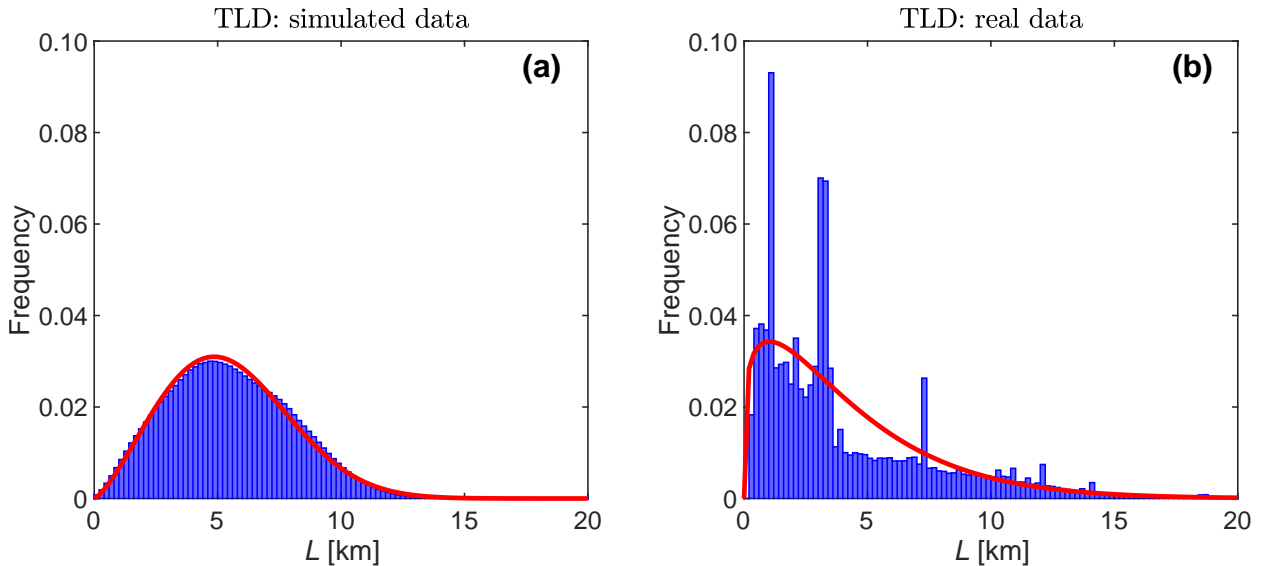 TLD: simulated data
(a)
Frequency
0.10
0.08
0.06
0.04
0.02
0
0 5 10 15 20
L [km]
TLD: real data
(b)
Frequency
0.10
0.08
0.06
0.04
0.02
0
0 5 10 15 20
L [km]